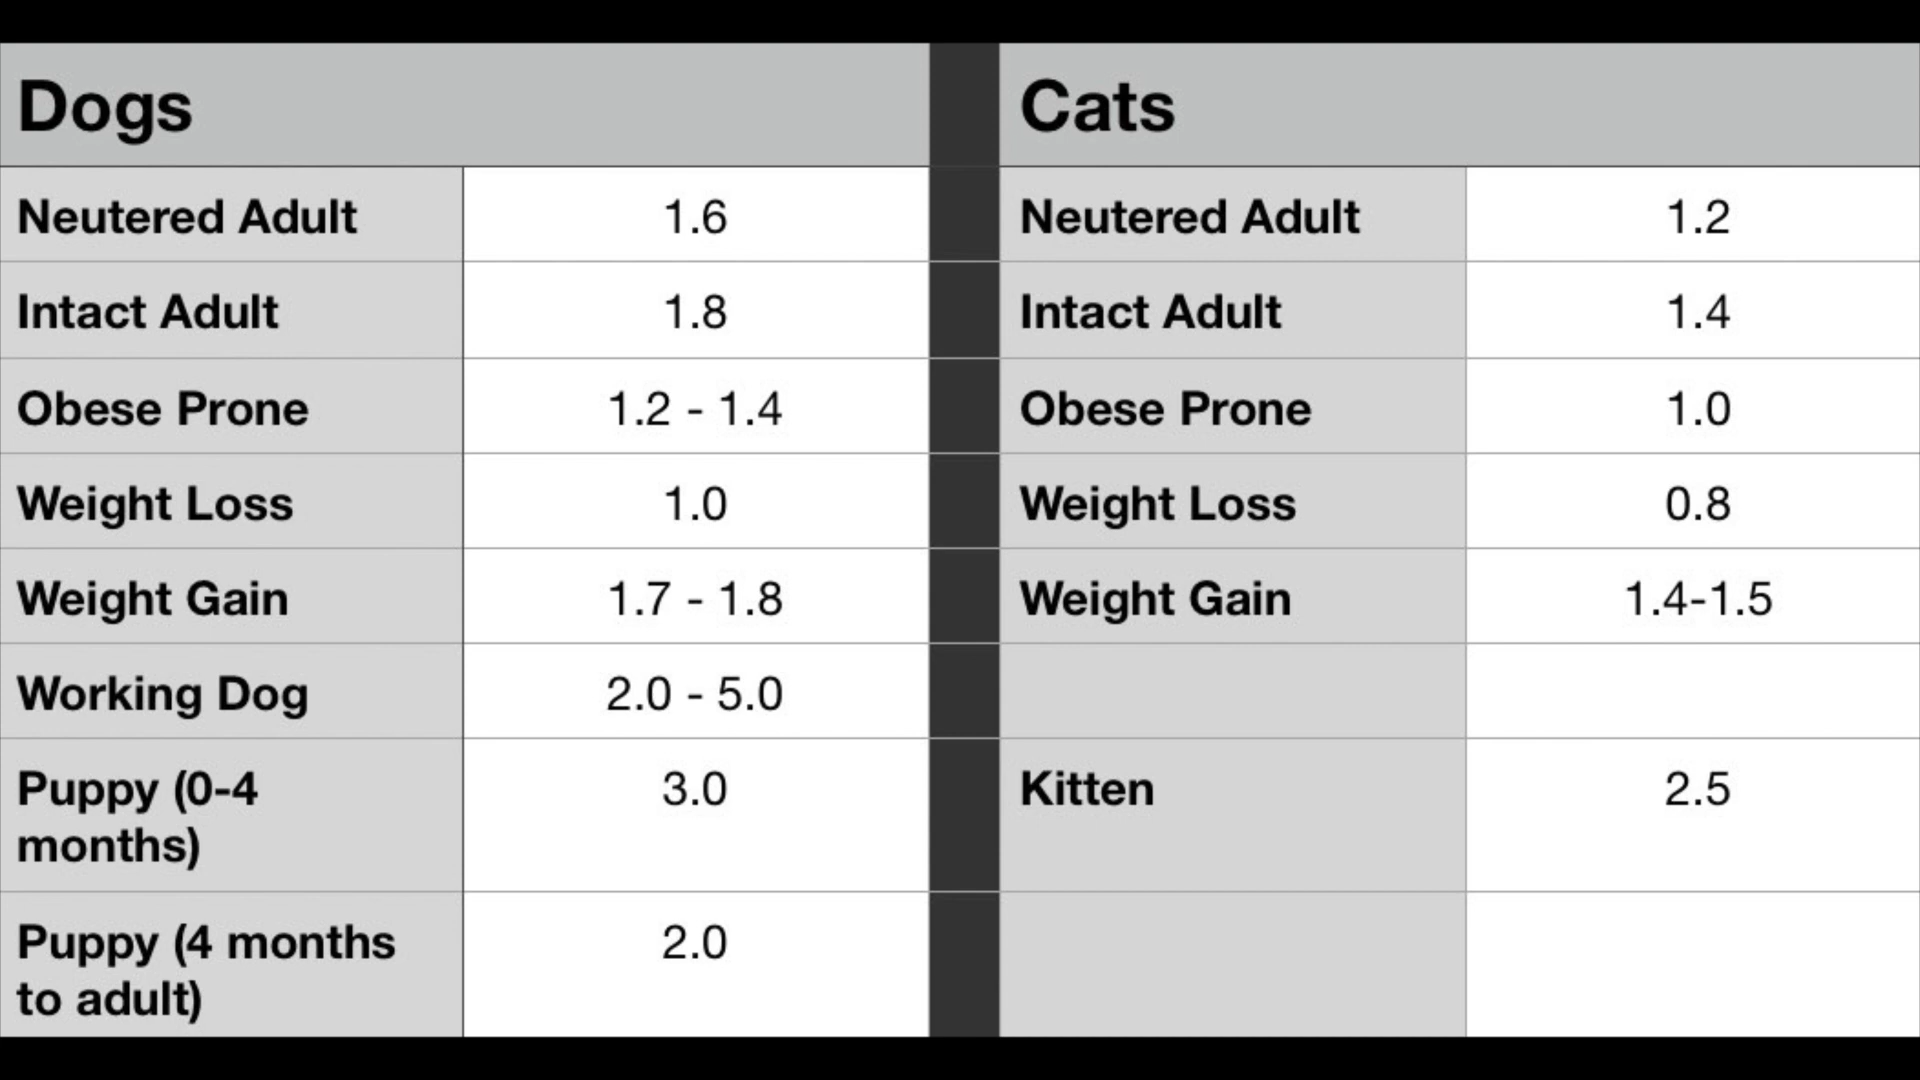 Dogs
Cats
Neutered Adult 1.6 Neutered Adult 1.2
Intact Adult 1.8 Intact Adult 1.4
Obese Prone 1.2 - 1.4 Obese Prone 1.0
Weight Loss 1.0 Weight Loss 0.8
Weight Gain 1.7 - 1.8 Weight Gain 1.4-1.5
Working Dog 2.0 - 5.0
Puppy (0-4 3.0 Kitten 2.5
months)
Puppy (4 months 2.0
to adult)